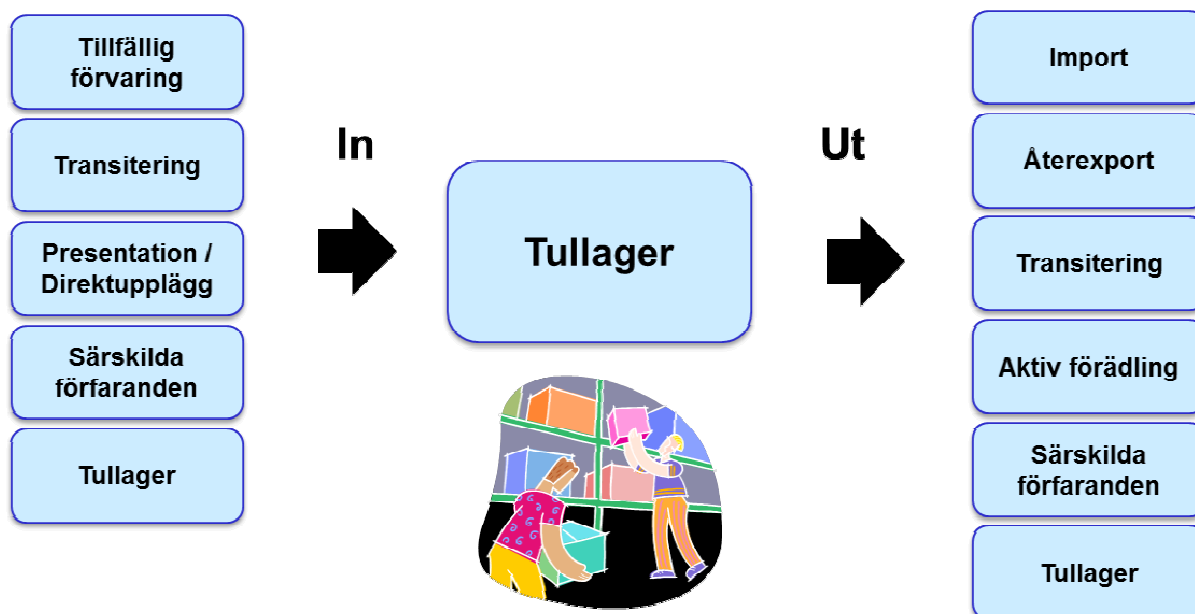 Tillfällig
förvaring
Transitering
Presentation /
Direktupplägg
Särskilda
förfaranden
Tullager
In
Tullager
Ut
Import
Återexport
Transitering
Aktiv förädling
Särskilda
förfaranden
Tullager